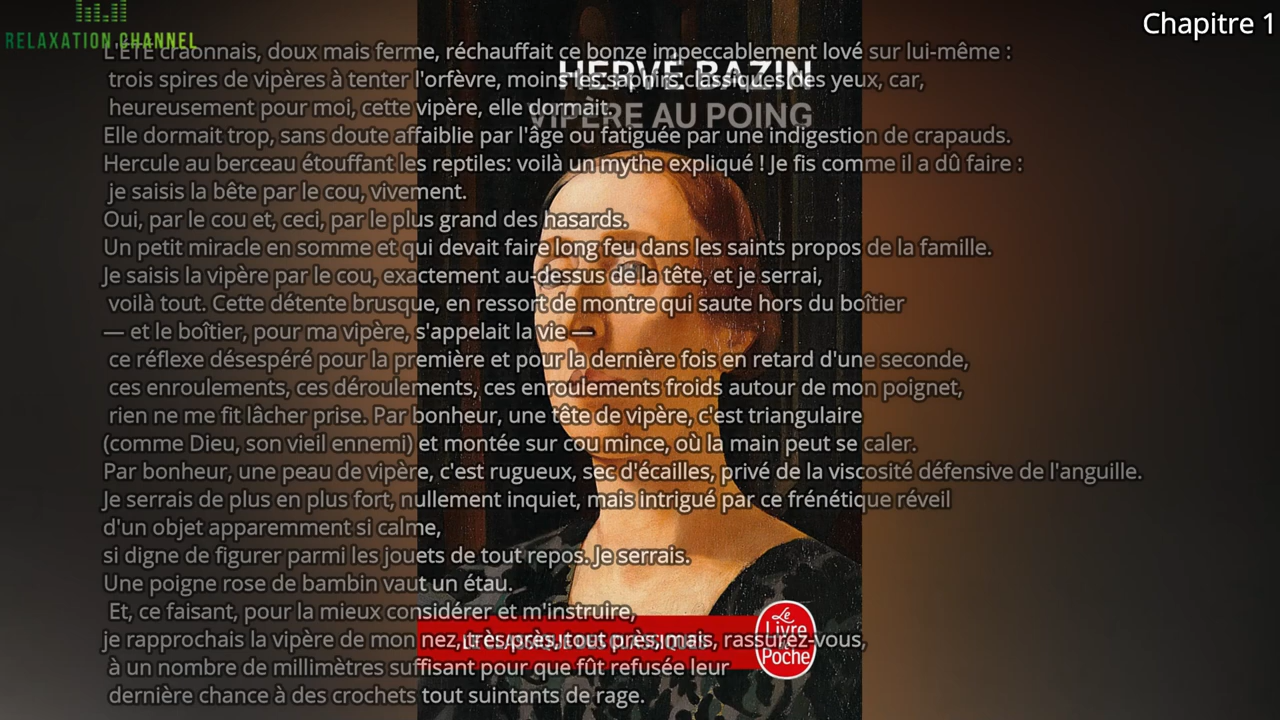 RELAXATION CHANNEL
Chapitre 1
HERVÉ BAZIN
VIPÈRE AU POING
L'ÉTÉ craonnais, doux mais ferme, réchauffait ce bonze impeccablement lové sur lui-même :
trois spires de vipères à tenter l'orfèvre, moins les saphirs classiques des yeux, car,
heureusement pour moi, cette vipère, elle dormait.
Elle dormait trop, sans doute affaiblie par l'âge ou fatiguée par une indigestion de crapauds.
Hercule au berceau étouffant les reptiles: voilà un mythe expliqué ! Je fis comme il a dû faire :
je saisis la bête par le cou, vivement.
Oui, par le cou et, ceci, par le plus grand des hasards.
Un petit miracle en somme et qui devait faire long feu dans les saints propos de la famille.
Je saisis la vipère par le cou, exactement au-dessus de la tête, et je serrai,
voilà tout. Cette détente brusque, en ressort de montre qui saute hors du boîtier
— et le boîtier, pour ma vipère, s'appelait la vie —
ce réflexe désespéré pour la première et pour la dernière fois en retard d'une seconde,
ces enroulements, ces déroulements, ces enroulements froids autour de mon poignet,
rien ne me fit lâcher prise. Par bonheur, une tête de vipère, c'est triangulaire
(comme Dieu, son vieil ennemi) et montée sur cou mince, où la main peut se caler.
Par bonheur, une peau de vipère, c'est rugueux, sec d'écailles, privé de la viscosité défensive de l'anguille.
Je serrais de plus en plus fort, nullement inquiet, mais intrigué par ce frénétique réveil
d'un objet apparemment si calme,
si digne de figurer parmi les jouets de tout repos. Je serrais.
Une poigne rose de bambin vaut un étau.
Et, ce faisant, pour la mieux considérer et m'instruire,
je rapprochais la vipère de mon nez, très près, tout près, mais, rassurez-vous,
à un nombre de millimètres suffisant pour que fût refusée leur
dernière chance à des crochets tout suintants de rage.
Le
Livre
de
Poche